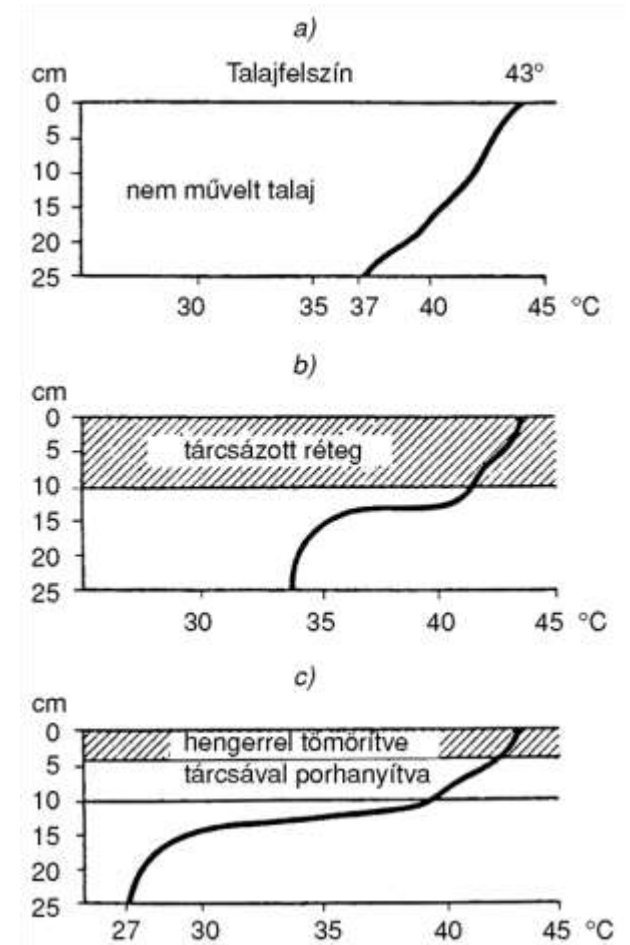 a)
cm Talajfelszín 43°
0
5
10
nem művelt talaj
15
20
25
30 35 37 40 45 °C
b)
cm
0
5
tárcsázott réteg
10
15
20
25
30 35 40 45 °C
c)
cm
0
hengerrel tömörítve
5
tárcsával porhanyítva
10
15
20
25
27 30 35 40 45 °C